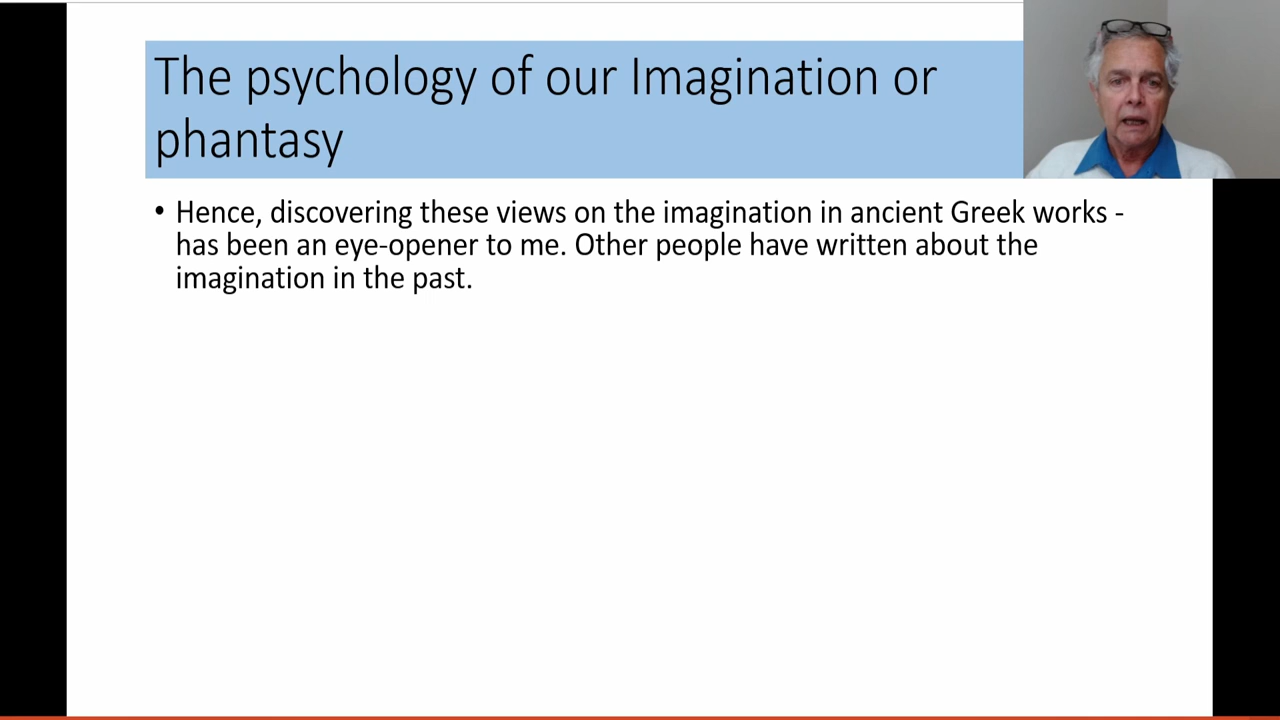 The psychology of our Imagination or
phantasy
• Hence, discovering these views on the imagination in ancient Greek works -
has been an eye-opener to me. Other people have written about the
imagination in the past.